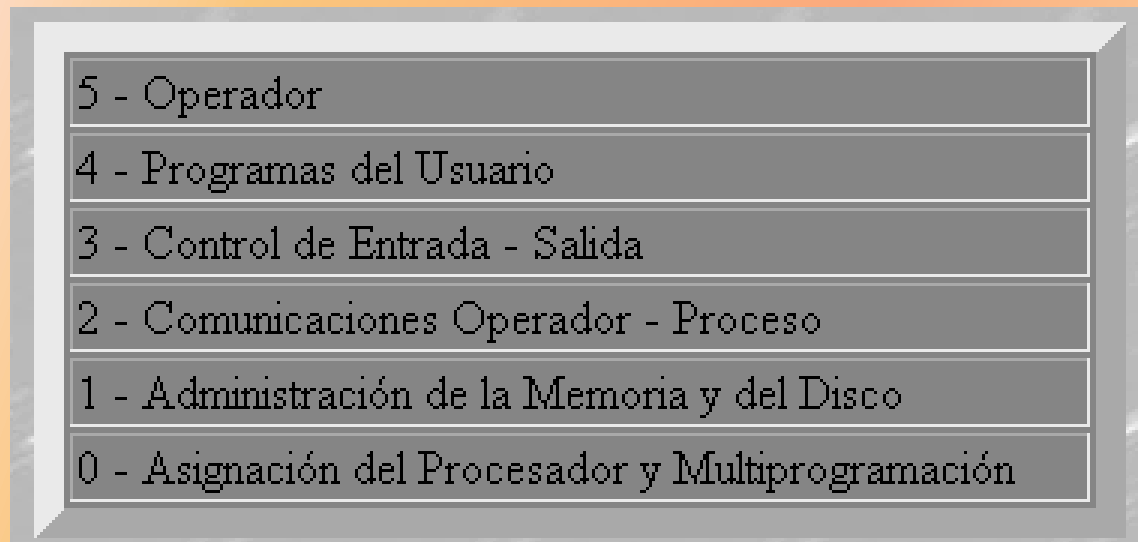 5 - Operador
4 - Programas del Usuario
3 - Control de Entrada - Salida
2 - Comunicaciones Operador - Proceso
1 - Administración de la Memoria y del Disco
0 - Asignación del Procesador y Multiprogramación